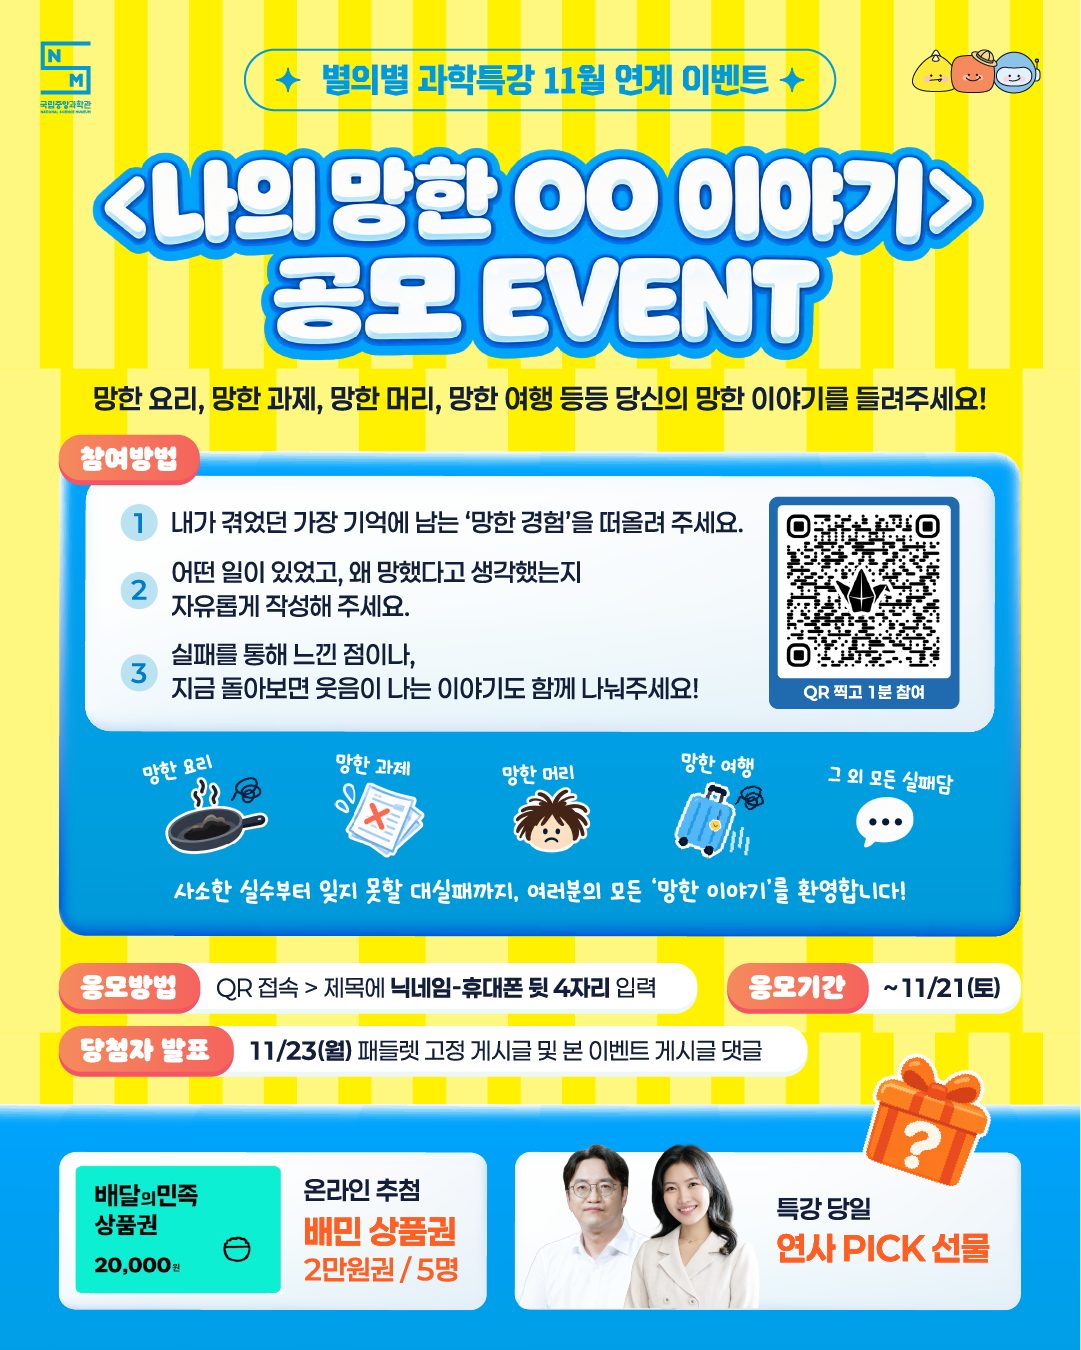 NSM
국립중앙과학관
NATIONAL SCIENCE MUSEUM
별의별 과학특강 11월 연계 이벤트
<나의 망한 OO 이야기>
공모 EVENT
망한 요리, 망한 과제, 망한 머리, 망한 여행 등등 당신의 망한 이야기를 들려주세요!
참여방법
1 내가 겪었던 가장 기억에 남는 ‘망한 경험’을 떠올려 주세요.
2 어떤 일이 있었고, 왜 망했다고 생각했는지
자유롭게 작성해 주세요.
3 실패를 통해 느낀 점이나,
지금 돌아보면 웃음이 나는 이야기도 함께 나눠주세요!
QR 찍고 1분 참여
망한 요리
망한 과제
망한 머리
망한 여행
그 외 모든 실패담
사소한 실수부터 잊지 못할 대실패까지, 여러분의 모든 ‘망한 이야기’를 환영합니다!
응모방법 QR 접속 > 제목에 닉네임-휴대폰 뒷 4자리 입력
응모기간 ~11/21(토)
당첨자 발표 11/23(월) 패들렛 고정 게시글 및 본 이벤트 게시글 댓글
배달의민족
상품권
20,000원
온라인 추첨
배민 상품권
2만원권 / 5명
?
특강 당일
연사 PICK 선물